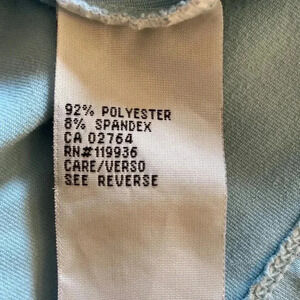 92% POLYESTER
8% SPANDEX
CA 02764
RN#119936
CARE/VERSO
SEE REVERSE